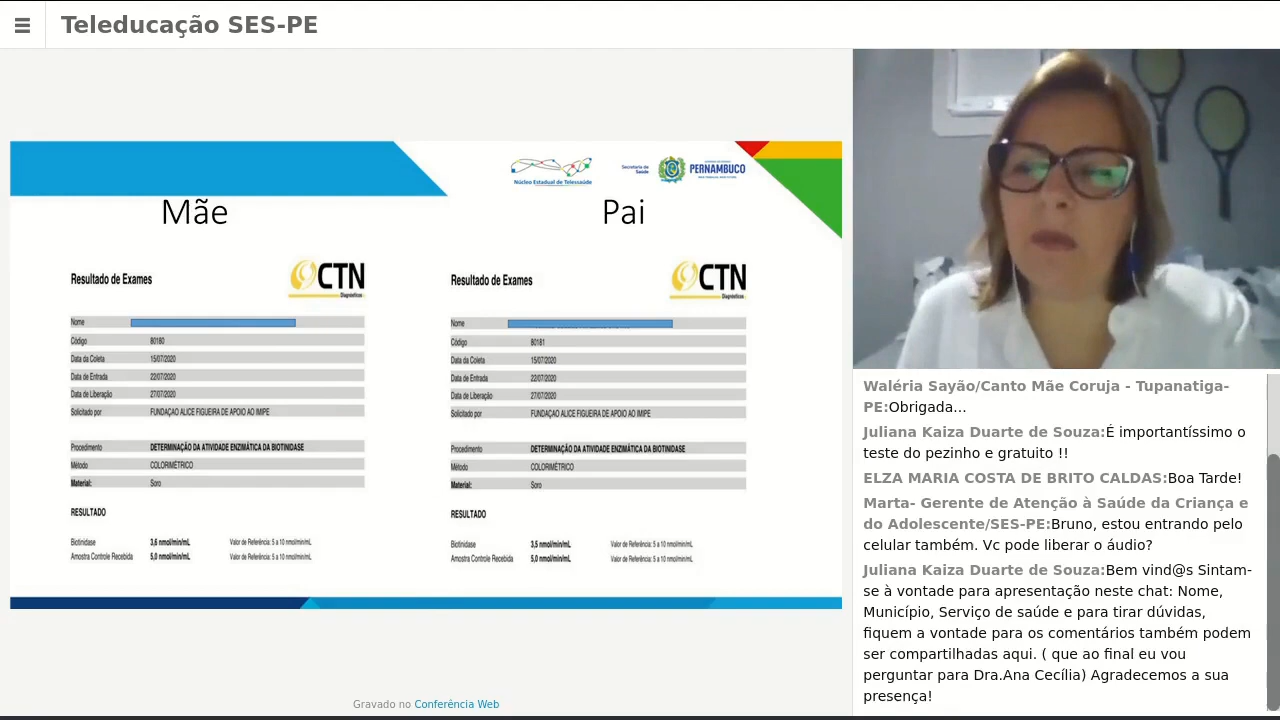 Teleducação SES-PE
Núcleo Estadual de Telessaúde
Secretaria de
Saúde
PERNAMBUCO
Mãe
Pai
Resultado de Exames
CTN
Diagnósticos
Nome
Código 80180
Data da Coleta 15/07/2020
Data de Entrada 22/07/2020
Data de Liberação 27/07/2020
Solicitado por FUNDAÇAO ALICE FIGUEIRA DE APOIO AO IMIPE
Procedimento DETERMINAÇÃO DA ATIVIDADE ENZIMÁTICA DA BIOTINIDASE
Método COLORIMÉTRICO
Material: Soro
RESULTADO
Biotinidase 3,6 nmol/min/mL Valor de Referência: 5 a 10 nmol/min/mL
Amostra Controle Recebida 5,0 nmol/min/mL Valor de Referência: 5 a 10 nmol/min/mL
Resultado de Exames
CTN
Diagnósticos
Nome
Código 80181
Data da Coleta 15/07/2020
Data de Entrada 22/07/2020
Data de Liberação 27/07/2020
Solicitado por FUNDAÇAO ALICE FIGUEIRA DE APOIO AO IMIPE
Procedimento DETERMINAÇÃO DA ATIVIDADE ENZIMÁTICA DA BIOTINIDASE
Método COLORIMÉTRICO
Material: Soro
RESULTADO
Biotinidase 3,5 nmol/min/mL Valor de Referência: 5 a 10 nmol/min/mL
Amostra Controle Recebida 5,0 nmol/min/mL Valor de Referência: 5 a 10 nmol/min/mL
Gravado no Conferência Web
Waléria Sayão/Canto Mãe Coruja - Tupanatiga-
PE:Obrigada...
Juliana Kaiza Duarte de Souza:É importantíssimo o
teste do pezinho e gratuito !!
ELZA MARIA COSTA DE BRITO CALDAS:Boa Tarde!
Marta- Gerente de Atenção à Saúde da Criança e
do Adolescente/SES-PE:Bruno, estou entrando pelo
celular também. Vc pode liberar o áudio?
Juliana Kaiza Duarte de Souza:Bem vind@s Sintam-
se à vontade para apresentação neste chat: Nome,
Município, Serviço de saúde e para tirar dúvidas,
fiquem a vontade para os comentários também podem
ser compartilhadas aqui. ( que ao final eu vou
perguntar para Dra.Ana Cecília) Agradecemos a sua
presença!